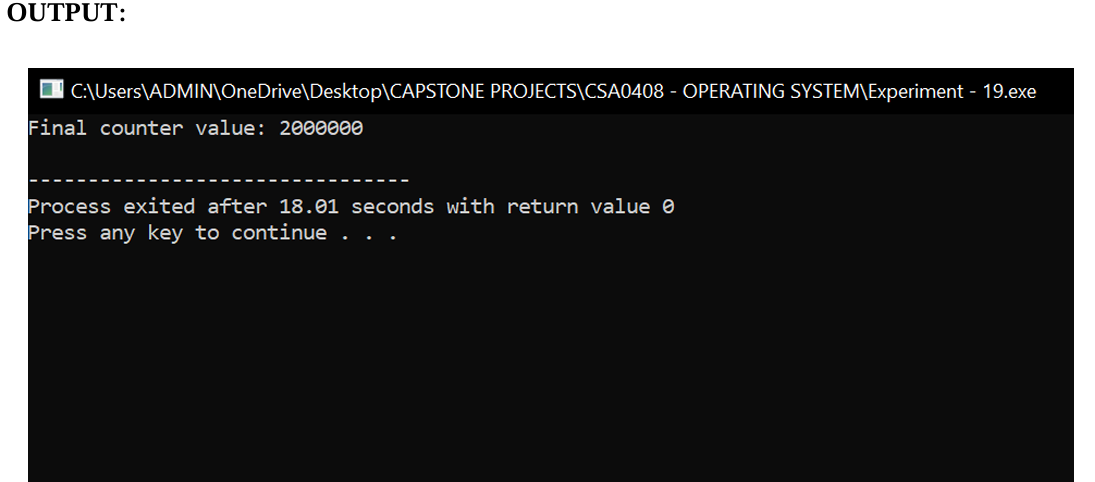 OUTPUT:
C:\Users\ADMIN\OneDrive\Desktop\CAPSTONE PROJECTS\CSA0408 - OPERATING SYSTEM\Experiment - 19.exe
Final counter value: 2000000
--------------------------------
Process exited after 18.01 seconds with return value 0
Press any key to continue . . .